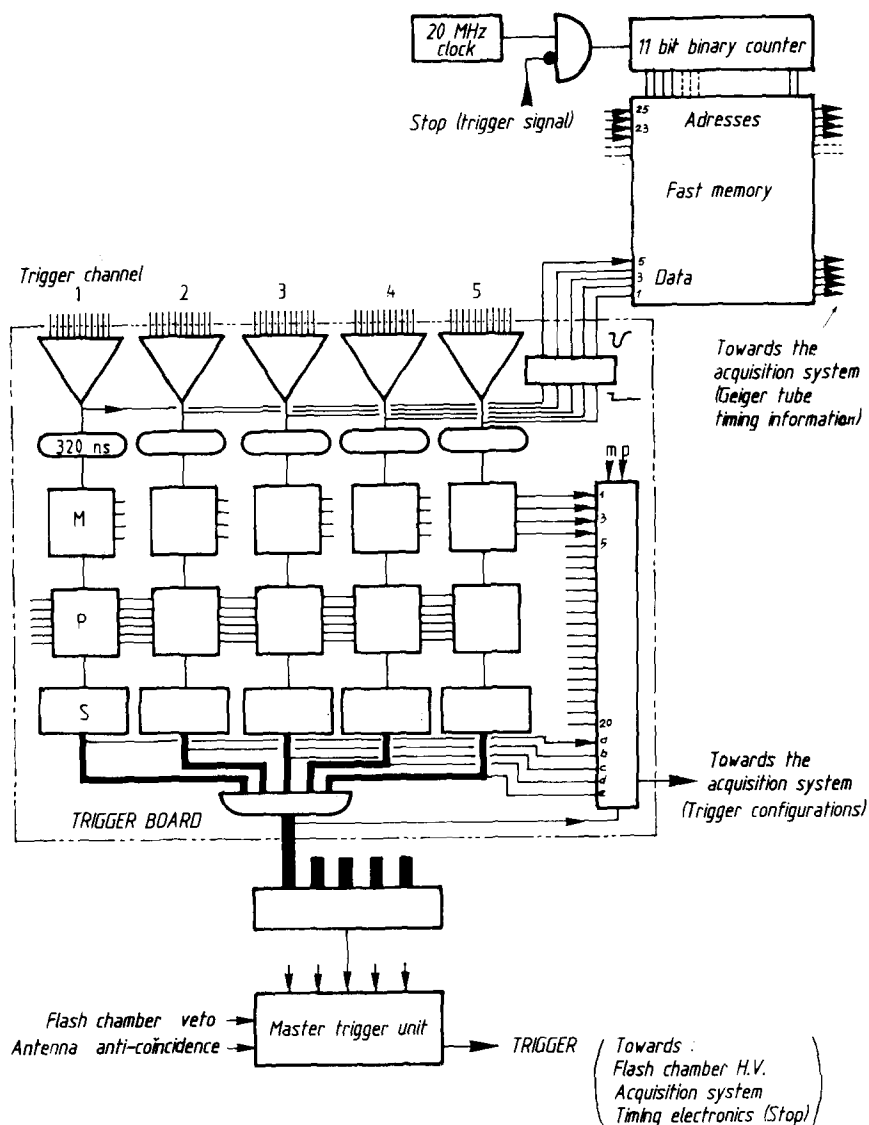 20 MHz
clock
11 bit binary counter
Stop (trigger signal)
25
23
Adresses
Fast memory
5
3
1
Data
Trigger channel
1
2
3
4
5
Towards the
acquisition system
(Geiger tube
timing information)
320 ns
m p
M
1
3
5
P
S
20
a
b
c
d
e
Towards the
acquisition system
(Trigger configurations)
TRIGGER BOARD
Flash chamber veto
Antenna anti-coïncidence
Master trigger unit
TRIGGER
Towards :
Flash chamber H.V.
Acquisition system
Timing electronics (Stop)